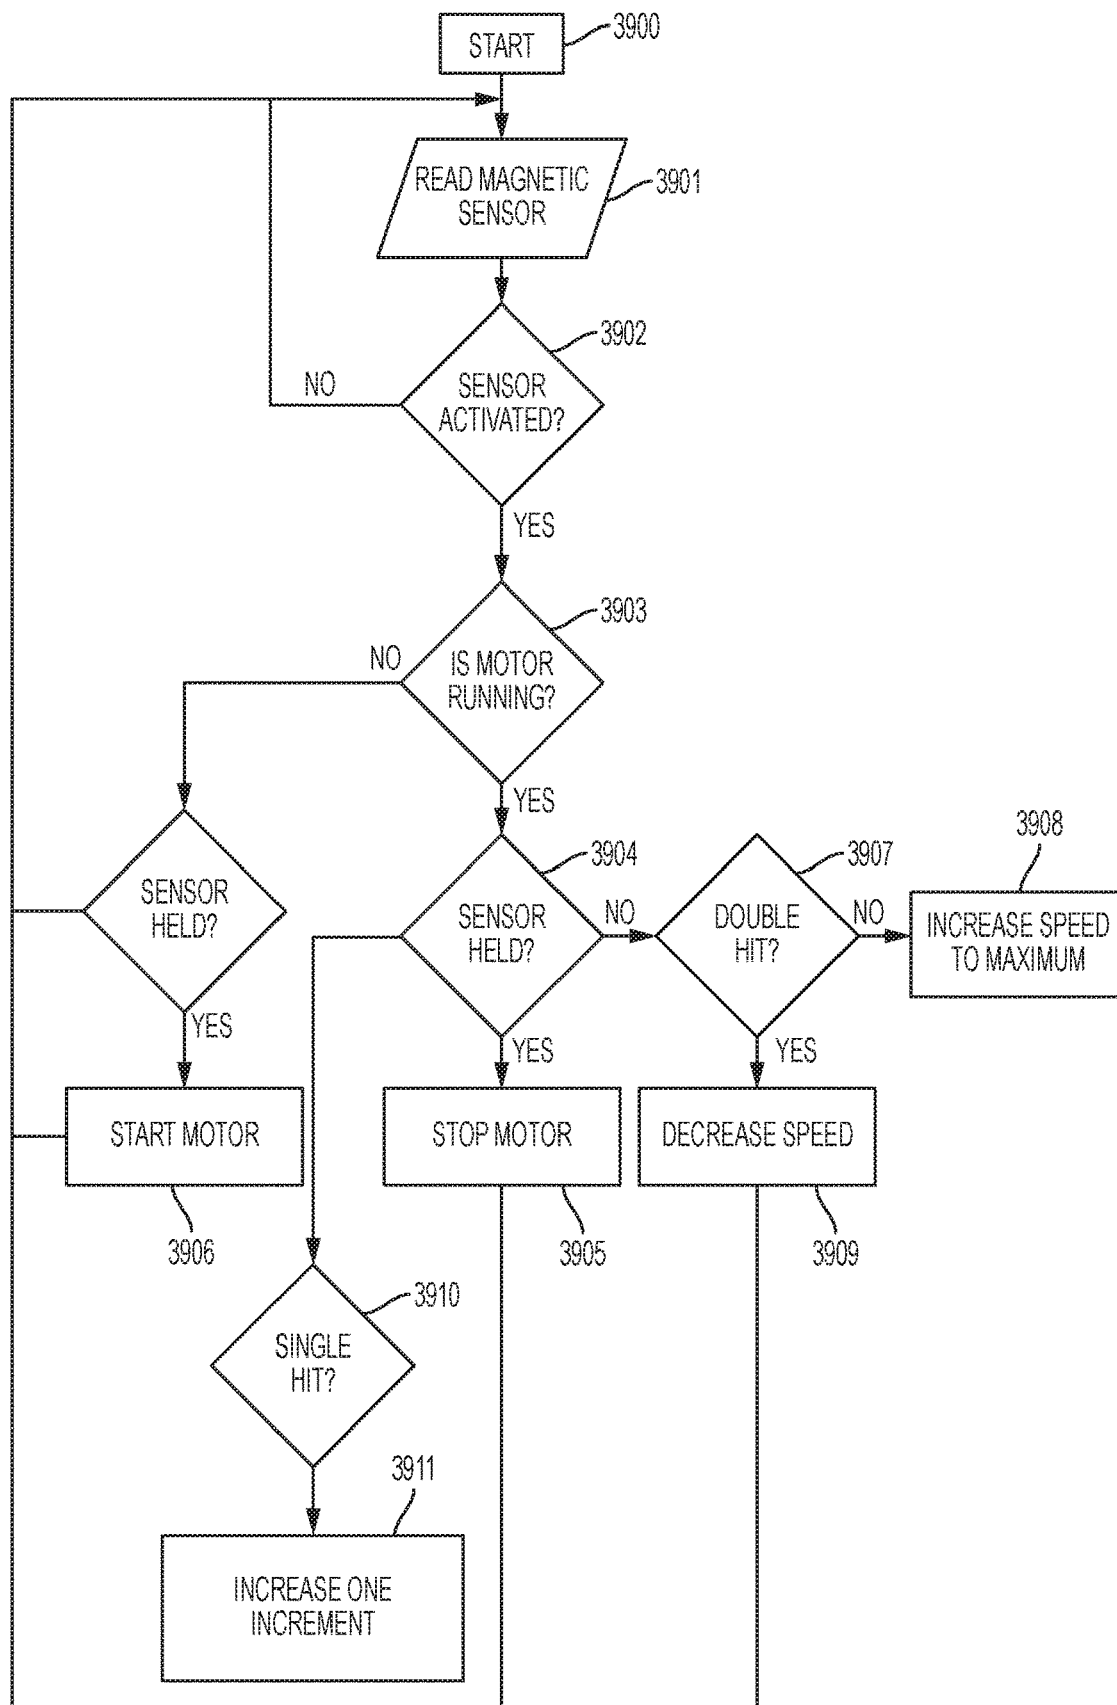 START
3900
READ MAGNETIC
SENSOR
3901
3902
SENSOR
ACTIVATED?
NO
YES
3903
IS MOTOR
RUNNING?
NO
YES
SENSOR
HELD?
YES
3904
SENSOR
HELD?
NO
YES
3907
DOUBLE
HIT?
NO
YES
3908
INCREASE SPEED
TO MAXIMUM
START MOTOR
3906
STOP MOTOR
3905
DECREASE SPEED
3909
3910
SINGLE
HIT?
3911
INCREASE ONE
INCREMENT